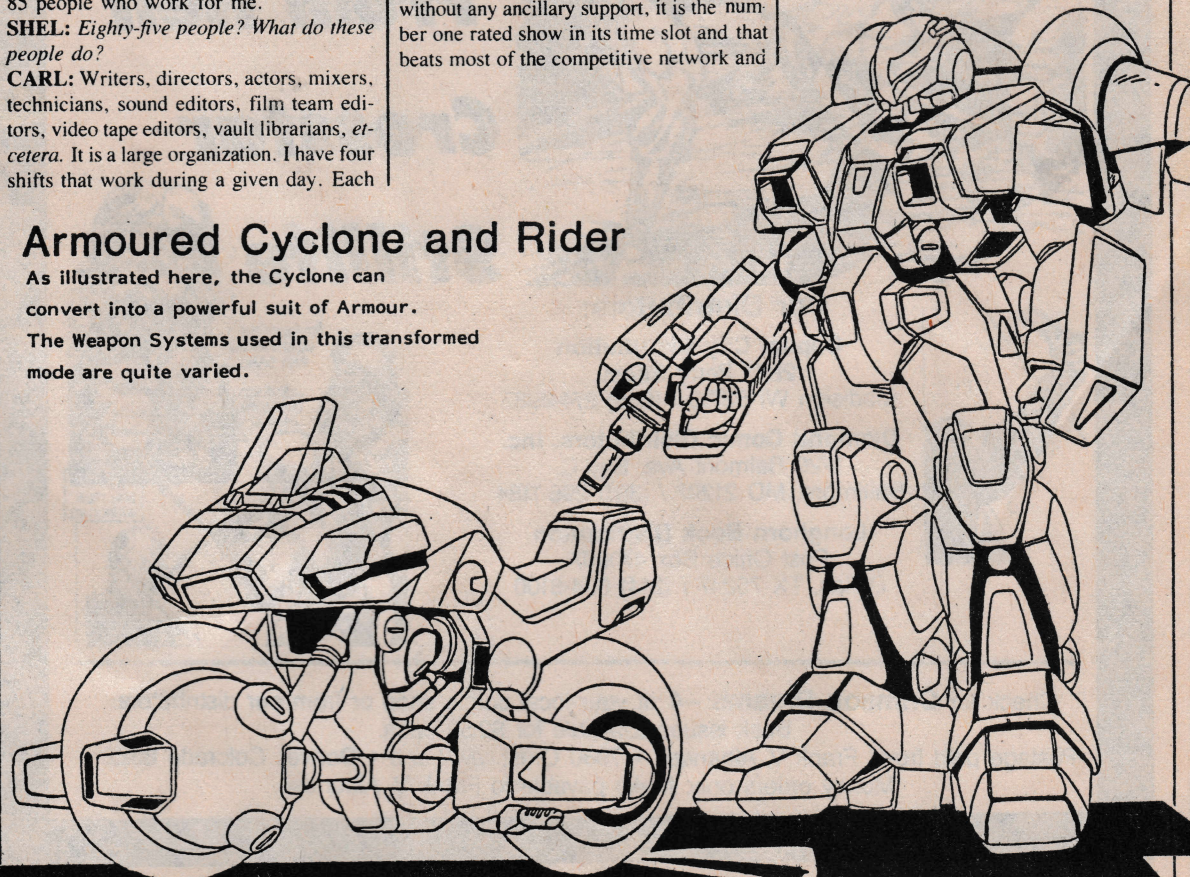 85 people who work for me.
SHEL: Eighty-five people? What do these
people do?
CARL: Writers, directors, actors, mixers,
technicians, sound editors, film team edi-
tors, video tape editors, vault librarians, et-
cetera. It is a large organization. I have four
shifts that work during a given day. Each
without any ancillary support, it is the num-
ber one rated show in its time slot and that
beats most of the competitive network and
Armoured Cyclone and Rider
As illustrated here, the Cyclone can
convert into a powerful suit of Armour.
The Weapon Systems used in this transformed
mode are quite varied.